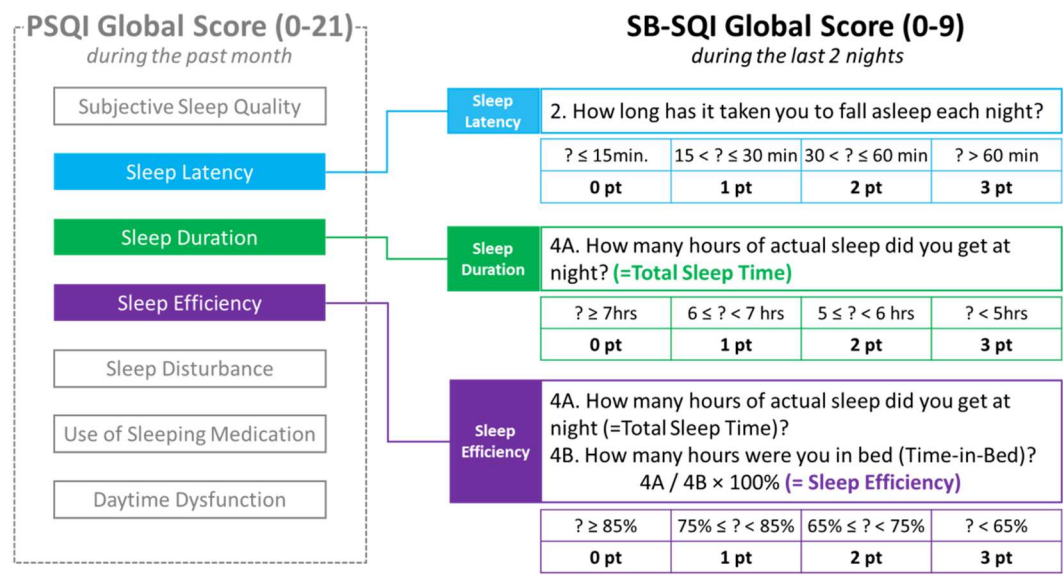 PSQI Global Score (0-21)
during the past month
Subjective Sleep Quality
Sleep Latency
Sleep Duration
Sleep Efficiency
Sleep Disturbance
Use of Sleeping Medication
Daytime Dysfunction
SB-SQI Global Score (0-9)
during the last 2 nights
Sleep
Latency
2. How long has it taken you to fall asleep each night?
? ≤ 15min. 15 < ? ≤ 30 min 30 < ? ≤ 60 min ? > 60 min
0 pt 1 pt 2 pt 3 pt
Sleep
Duration
4A. How many hours of actual sleep did you get at
night? (=Total Sleep Time)
? ≥ 7hrs 6 ≤ ? < 7 hrs 5 ≤ ? < 6 hrs ? < 5hrs
0 pt 1 pt 2 pt 3 pt
Sleep
Efficiency
4A. How many hours of actual sleep did you get at
night (=Total Sleep Time)?
4B. How many hours were you in bed (Time-in-Bed)?
4A / 4B × 100% (= Sleep Efficiency)
? ≥ 85% 75% ≤ ? < 85% 65% ≤ ? < 75% ? < 65%
0 pt 1 pt 2 pt 3 pt